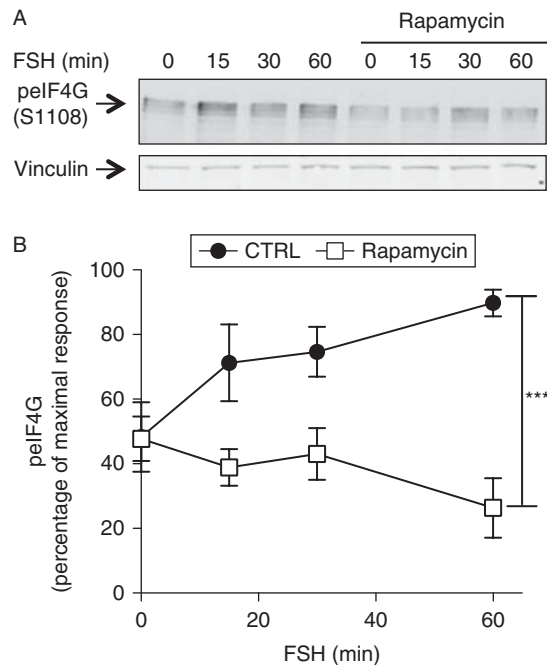 A
Rapamycin
FSH (min) 0 15 30 60 0 15 30 60
peIF4G
(S1108)
Vinculin
B
CTRL Rapamycin
100
80
60
40
20
0
peIF4G
(percentage of maximal response)
***
0 20 40 60
FSH (min)